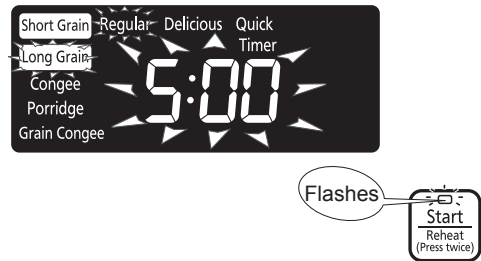 Short Grain Regular Delicious Quick
Timer
Long Grain
5:00
Congee
Porridge
Grain Congee
Flashes
Start
Reheat
(Press twice)